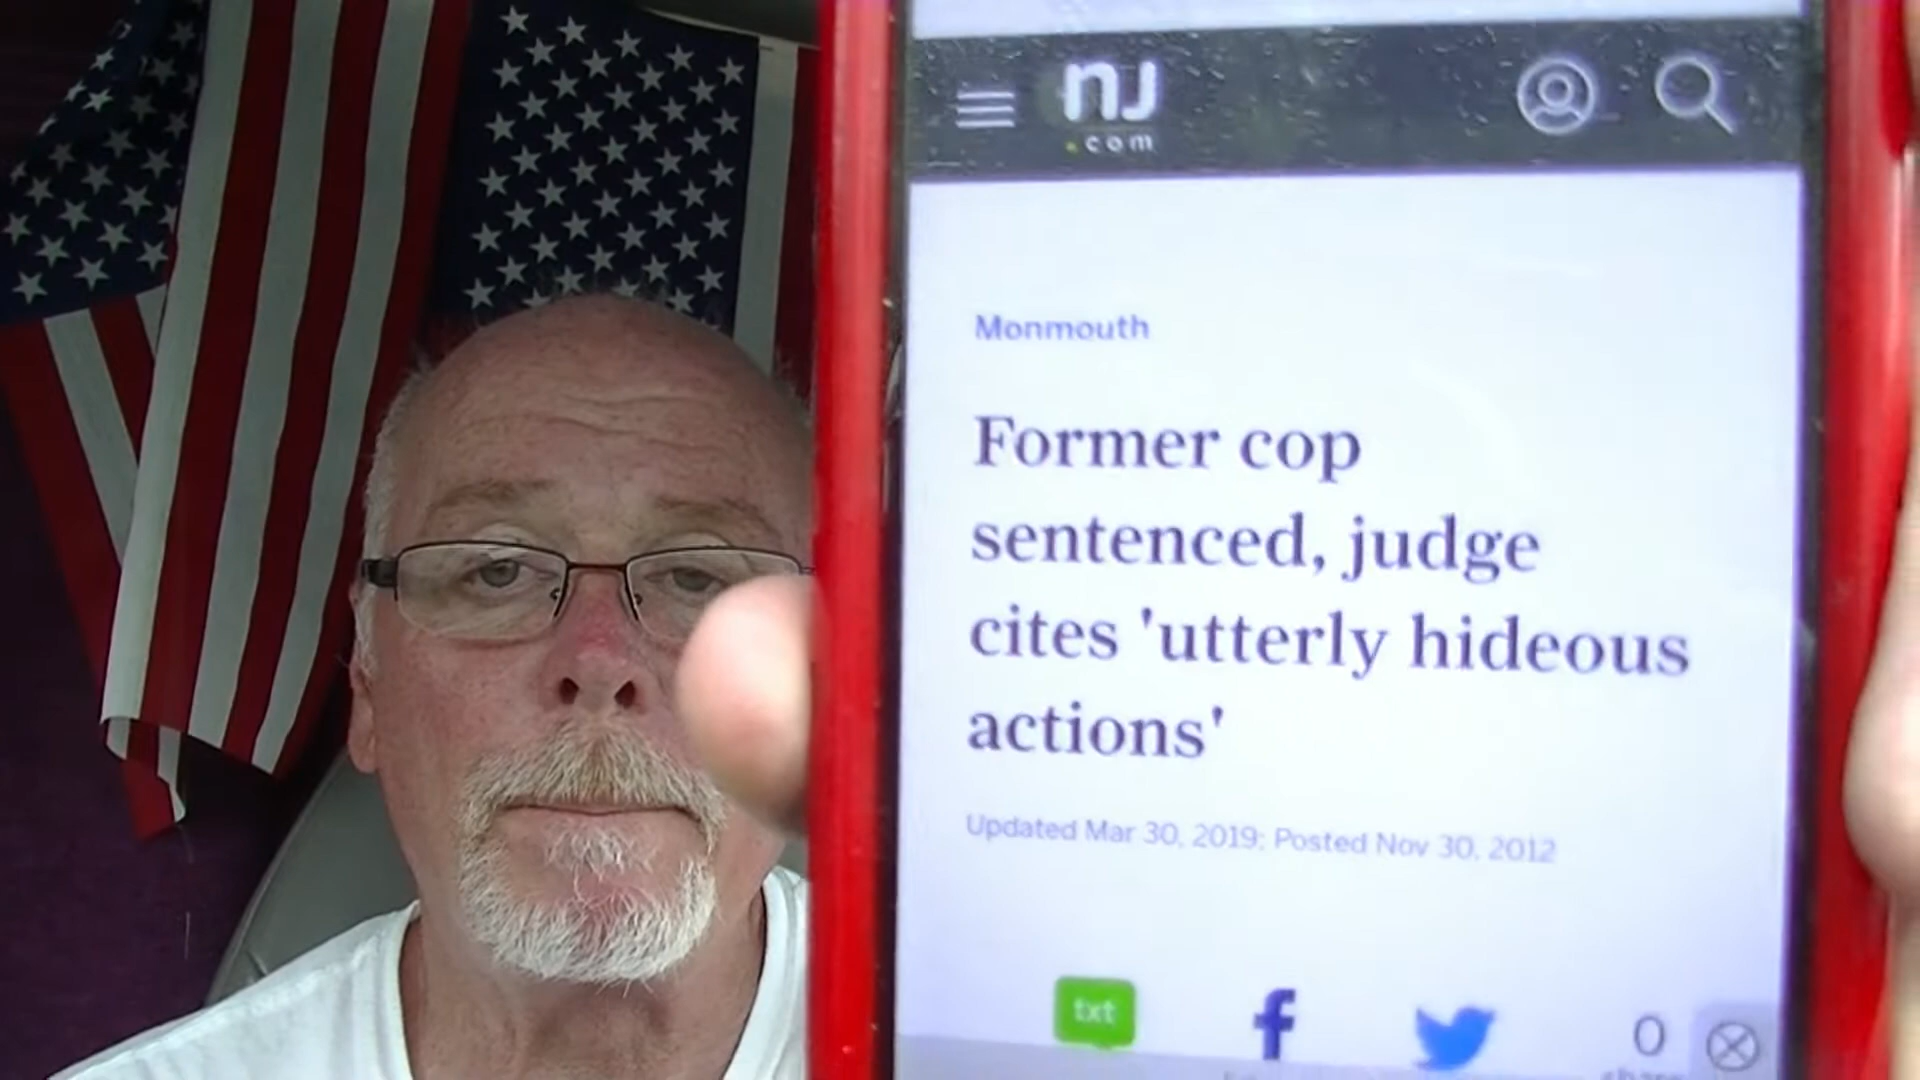 nj
.com
Monmouth
Former cop
sentenced, judge
cites 'utterly hideous
actions'
Updated Mar 30, 2019; Posted Nov 30, 2012
txt
0
share